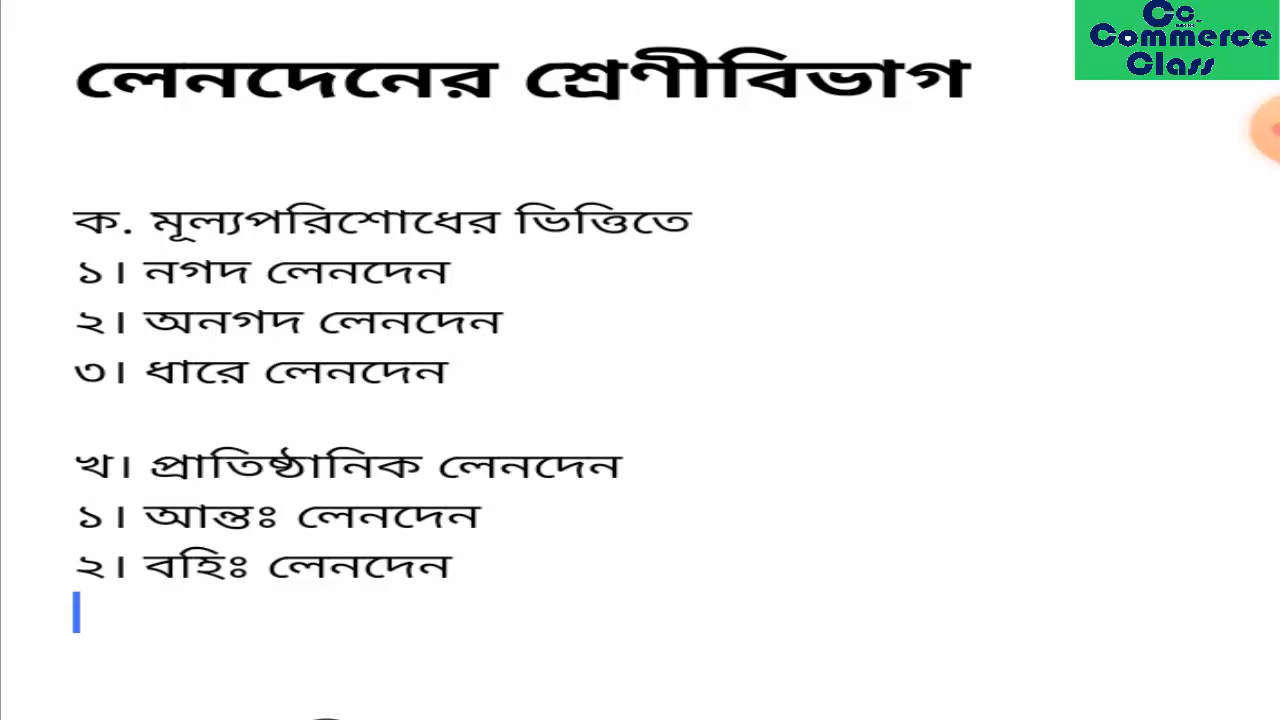 Cc
Commerce
Class
লেনদেনের শ্রেণীবিভাগ
ক. মূল্যপরিশোধের ভিত্তিতে
১। নগদ লেনদেন
২। অনগদ লেনদেন
৩। ধারে লেনদেন
খ। প্রাতিষ্ঠানিক লেনদেন
১। আন্তঃ লেনদেন
২। বহিঃ লেনদেন